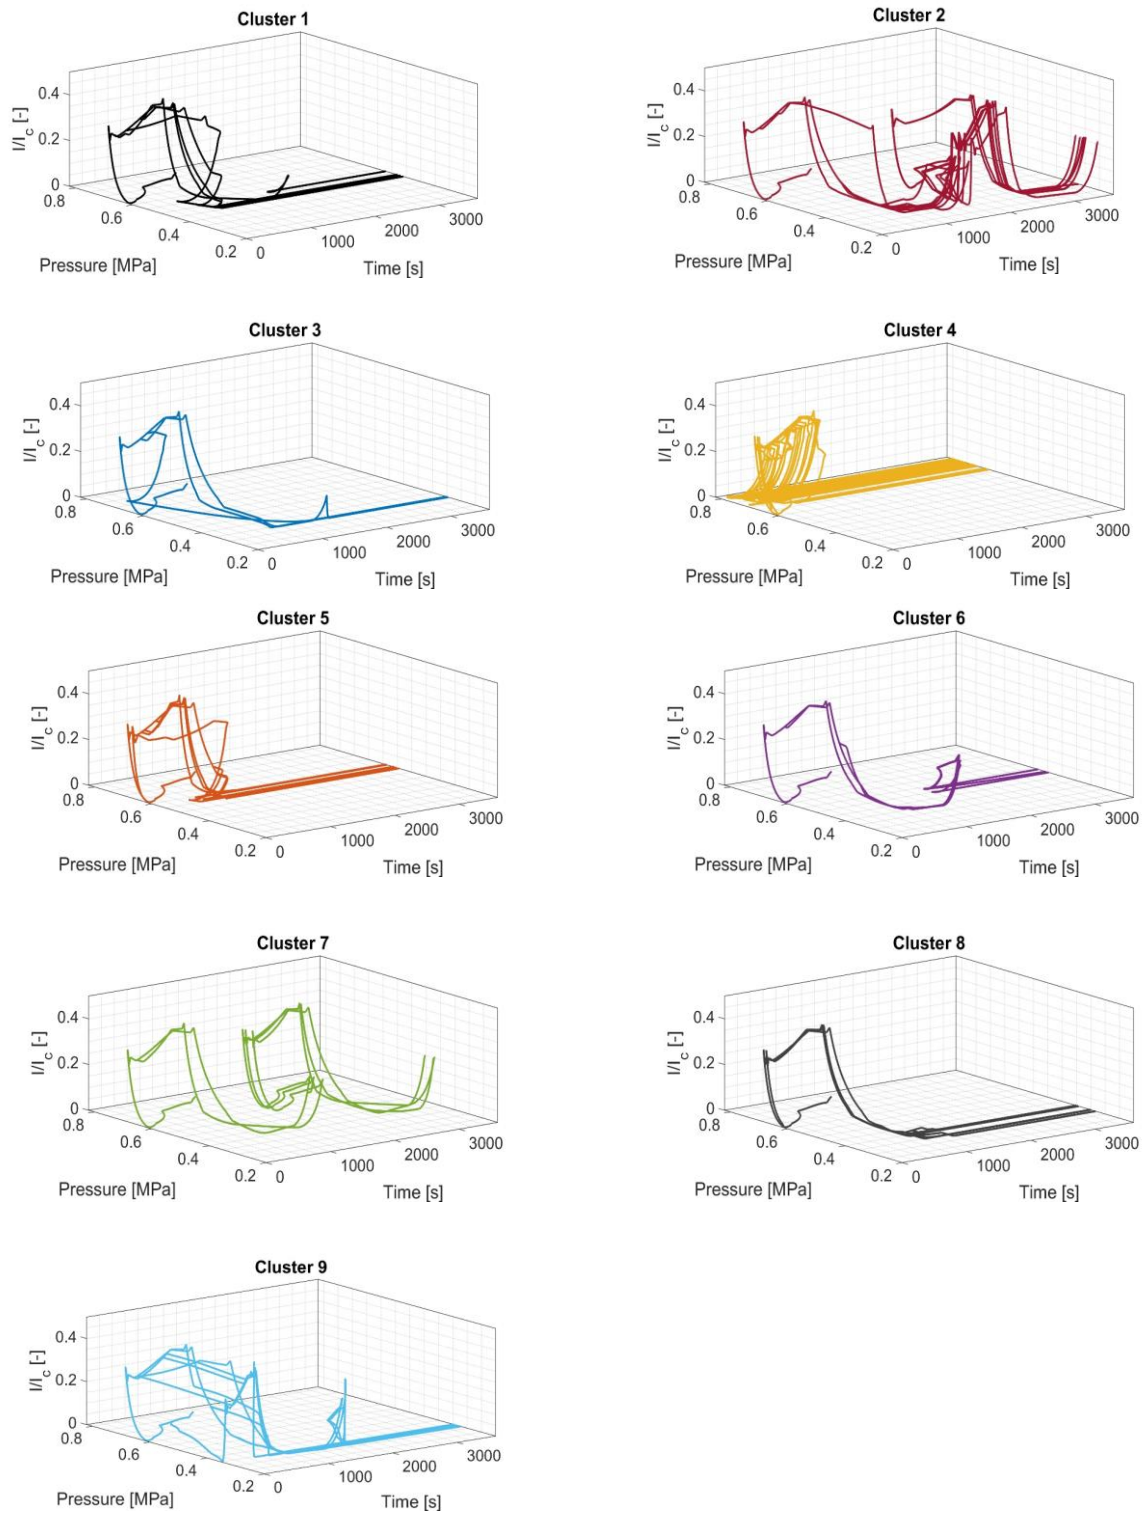 Cluster 1
0.4
0.2
0
I/I_c [-]
0.8
0.6
0.4
0.2
0
1000
2000
3000
Pressure [MPa]
Time [s]
Cluster 2
0.4
0.2
0
I/I_c [-]
0.8
0.6
0.4
0.2
0
1000
2000
3000
Pressure [MPa]
Time [s]
Cluster 3
0.4
0.2
0
I/I_c [-]
0.8
0.6
0.4
0.2
0
1000
2000
3000
Pressure [MPa]
Time [s]
Cluster 4
0.4
0.2
0
I/I_c [-]
0.8
0.6
0.4
0.2
0
1000
2000
3000
Pressure [MPa]
Time [s]
Cluster 5
0.4
0.2
0
I/I_c [-]
0.8
0.6
0.4
0.2
0
1000
2000
3000
Pressure [MPa]
Time [s]
Cluster 6
0.4
0.2
0
I/I_c [-]
0.8
0.6
0.4
0.2
0
1000
2000
3000
Pressure [MPa]
Time [s]
Cluster 7
0.4
0.2
0
I/I_c [-]
0.8
0.6
0.4
0.2
0
1000
2000
3000
Pressure [MPa]
Time [s]
Cluster 8
0.4
0.2
0
I/I_c [-]
0.8
0.6
0.4
0.2
0
1000
2000
3000
Pressure [MPa]
Time [s]
Cluster 9
0.4
0.2
0
I/I_c [-]
0.8
0.6
0.4
0.2
0
1000
2000
3000
Pressure [MPa]
Time [s]